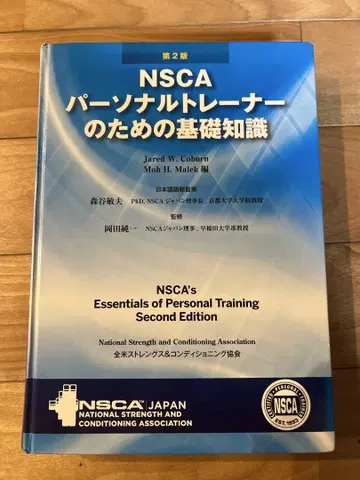 第2版
NSCA
パーソナルトレーナー
のための基礎知識
Jared W. Coburn
Moh H. Malek 編
日本語版総監修
森谷敏夫 PhD, NSCAジャパン理事長、京都大学大学院教授
監修
岡田純一 NSCAジャパン理事、早稲田大学准教授
NSCA's
Essentials of Personal Training
Second Edition
National Strength and Conditioning Association
全米ストレングス&コンディショニング協会
NSCA JAPAN
NATIONAL STRENGTH AND
CONDITIONING ASSOCIATION
CERTIFIED PERSONAL TRAINER
NSCA
EST. 1993